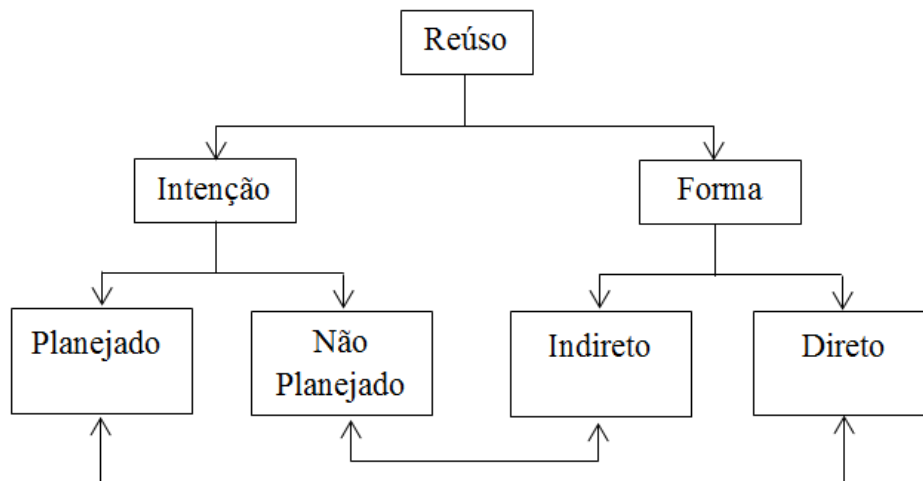 Reúso
Intenção
Forma
Planejado
Não
Planejado
Indireto
Direto